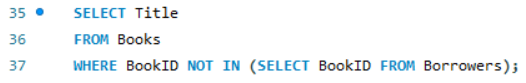 35 SELECT Title
36 FROM Books
37 WHERE BookID NOT IN (SELECT BookID FROM Borrowers);